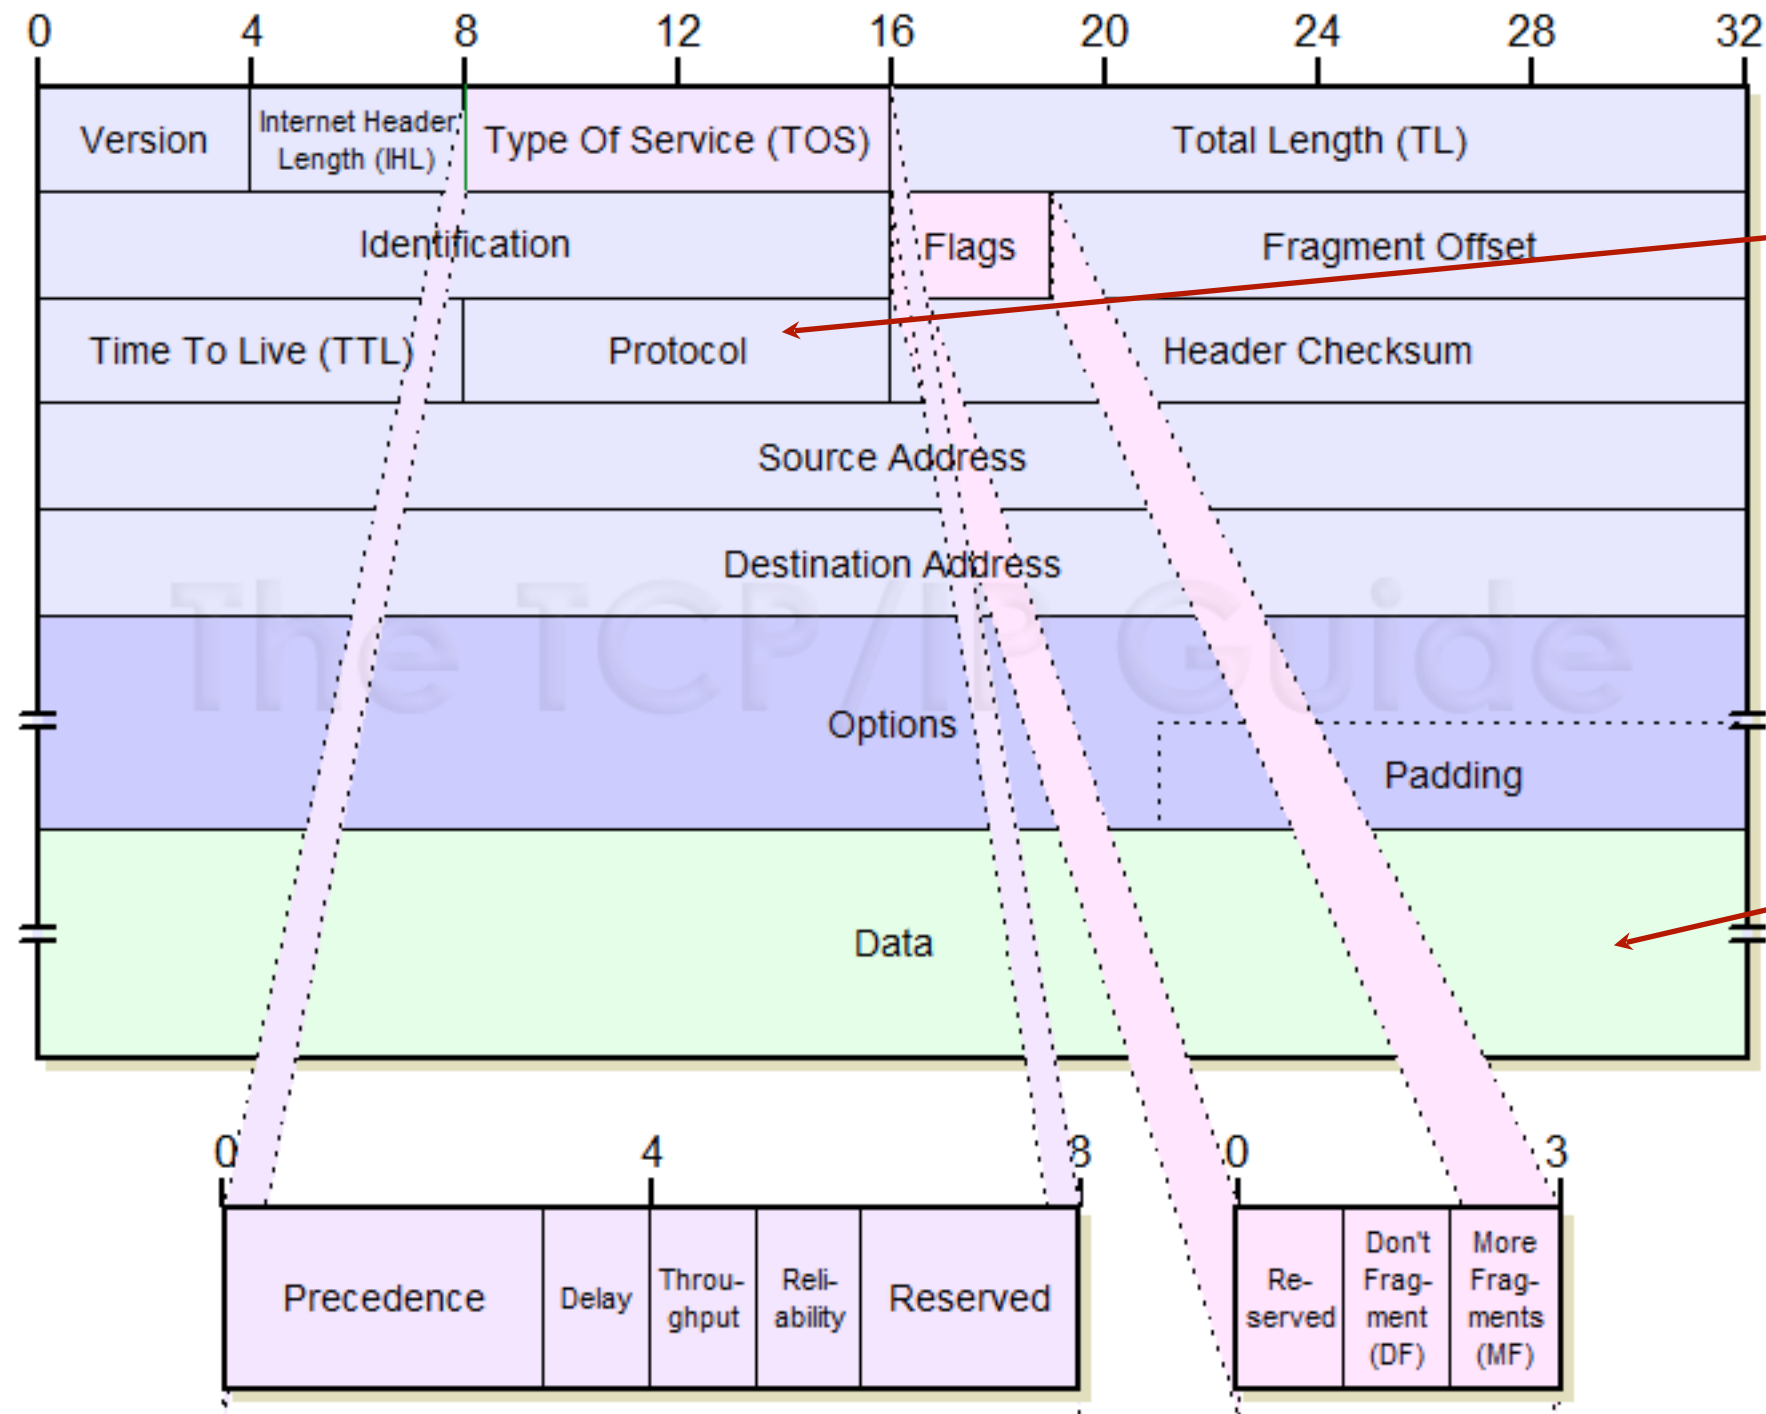 0 4 8 12 16 20 24 28 32
Version
Internet Header
Length (IHL)
Type Of Service (TOS)
Total Length (TL)
Identification
Flags
Fragment Offset
Time To Live (TTL)
Protocol
Header Checksum
Source Address
Destination Address
The TCP/IP Guide
Options
Padding
Data
0 4 8
0 3
Precedence
Delay
Throu-
ghput
Reli-
ability
Reserved
Re-
served
Don't
Frag-
ment
(DF)
More
Frag-
ments
(MF)